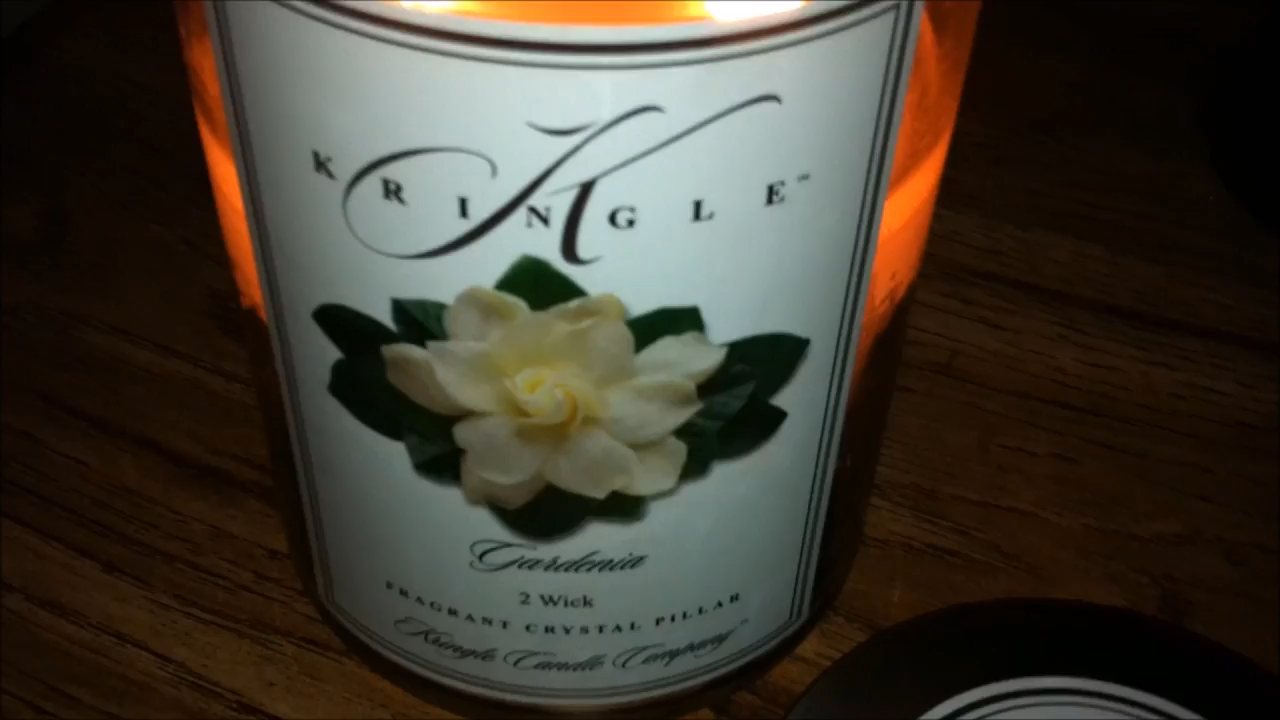 K
KRINGLE™
Gardenia
2 Wick
FRAGRANT CRYSTAL PILLAR
Kringle Candle Company™